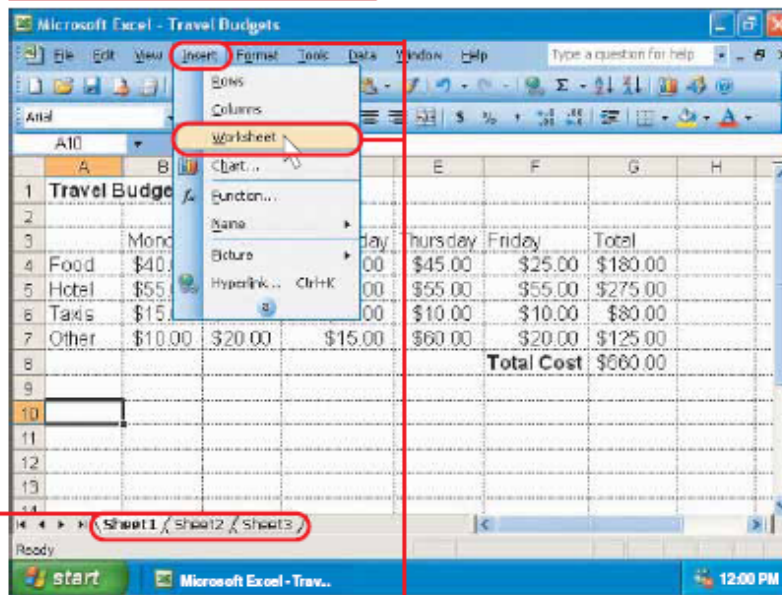 Microsoft Excel - Travel Budgets
File Edit View Insert Format Tools Data Window Help Type a question for help
Arial
A10
Rows
Columns
Worksheet
Chart...
Function...
Name
Picture
Hyperlink... Ctrl+K
A B E F G H
1 Travel Budge
2
3 Mond day Thursday Friday Total
4 Food $40. 00 $45.00 $25.00 $180.00
5 Hotel $55. 00 $55.00 $55.00 $275.00
6 Taxis $15. 00 $10.00 $10.00 $80.00
7 Other $10.00 $20.00 $15.00 $60.00 $20.00 $125.00
8 Total Cost $660.00
9
10
11
12
13
14
Sheet1 Sheet2 Sheet3
Ready
start Microsoft Excel - Trav... 12:00 PM